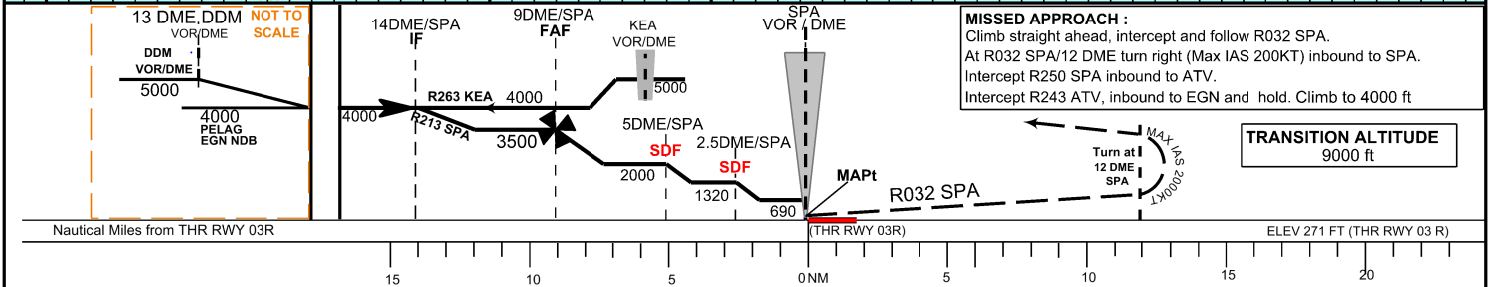 13 DME,DDM
NOT TO
SCALE
VOR/DME
DDM
VOR/DME
5000
4000
PELAG
EGN NDB
14DME/SPA
IF
9DME/SPA
FAF
KEA
VOR/DME
SPA
VOR / DME
4000
R263 KEA
4000
5000
R213 SPA
3500
5DME/SPA
SDF
2.5DME/SPA
SDF
2000
1320
690
MAPt
R032 SPA
Turn at
12 DME
SPA
MAX IAS 2000KT
MISSED APPROACH :
Climb straight ahead, intercept and follow R032 SPA.
At R032 SPA/12 DME turn right (Max IAS 200KT) inbound to SPA.
Intercept R250 SPA inbound to ATV.
Intercept R243 ATV, inbound to EGN and hold. Climb to 4000 ft
TRANSITION ALTITUDE
9000 ft
Nautical Miles from THR RWY 03R
(THR RWY 03R)
ELEV 271 FT (THR RWY 03 R)
15
10
5
0 NM
5
10
15
20